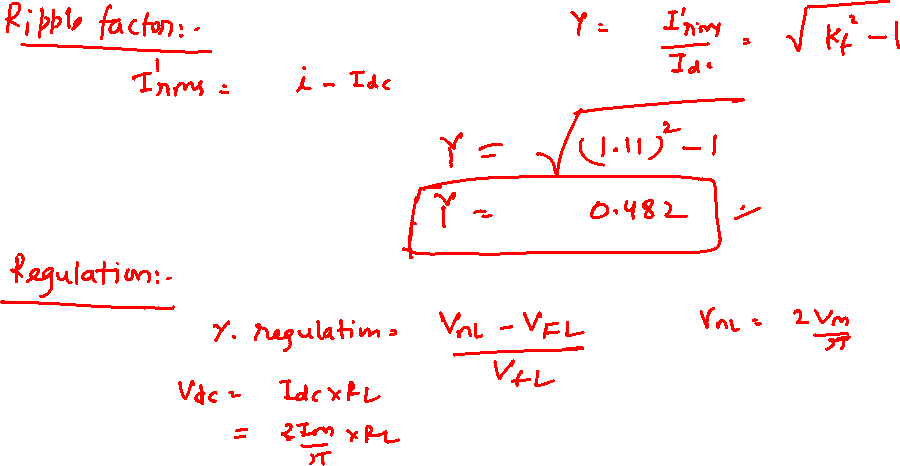 Ripple factor:-
γ = I'rms / Idc = √(Kf² - 1)
I'rms = i - Idc
γ = √((1.11)² - 1)
γ = 0.482
Regulation:-
%. regulation = (VnL - VFL) / VfL
VnL = 2Vm / π
Vdc = Idc x RL
= 2Im / π x RL